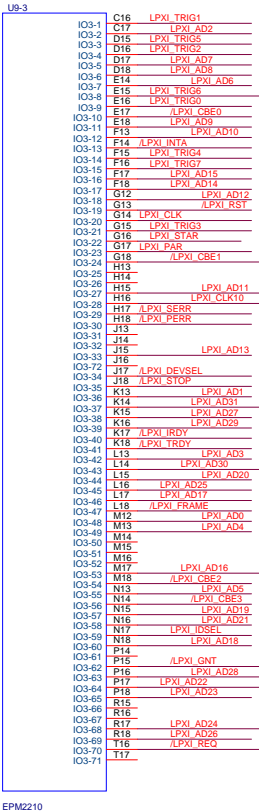 U9-3
IO3-1 C16 LPXI_TRIG1
IO3-2 C17 LPXI_AD2
IO3-3 D15 LPXI_TRIG5
IO3-4 D16 LPXI_TRIG2
IO3-5 D17 LPXI_AD7
IO3-6 D18 LPXI_AD8
IO3-7 E14 LPXI_AD6
IO3-8 E15 LPXI_TRIG6
IO3-9 E16 LPXI_TRIG0
IO3-10 E17 /LPXI_CBE0
IO3-11 E18 LPXI_AD9
IO3-12 F13 LPXI_AD10
IO3-13 F14 /LPXI_INTA
IO3-14 F15 LPXI_TRIG4
IO3-15 F16 LPXI_TRIG7
IO3-16 F17 LPXI_AD15
IO3-17 F18 LPXI_AD14
IO3-18 G12 LPXI_AD12
IO3-19 G13 /LPXI_RST
IO3-20 G14 LPXI_CLK
IO3-21 G15 LPXI_TRIG3
IO3-22 G16 LPXI_STAR
IO3-23 G17 LPXI_PAR
IO3-24 G18 /LPXI_CBE1
IO3-25 H13
IO3-26 H14
IO3-27 H15 LPXI_AD11
IO3-28 H16 LPXI_CLK10
IO3-29 H17 /LPXI_SERR
IO3-30 H18 /LPXI_PERR
IO3-31 J13
IO3-32 J14
IO3-33 J15 LPXI_AD13
IO3-72 J16
IO3-34 J17 /LPXI_DEVSEL
IO3-35 J18 /LPXI_STOP
IO3-36 K13 LPXI_AD1
IO3-37 K14 LPXI_AD31
IO3-38 K15 LPXI_AD27
IO3-39 K16 LPXI_AD29
IO3-40 K17 /LPXI_IRDY
IO3-41 K18 /LPXI_TRDY
IO3-42 L13 LPXI_AD3
IO3-43 L14 LPXI_AD30
IO3-44 L15 LPXI_AD20
IO3-45 L16 LPXI_AD25
IO3-46 L17 LPXI_AD17
IO3-47 L18 /LPXI_FRAME
IO3-48 M12 LPXI_AD0
IO3-49 M13 LPXI_AD4
IO3-50 M14
IO3-51 M15
IO3-52 M16
IO3-53 M17 LPXI_AD16
IO3-54 M18 /LPXI_CBE2
IO3-55 N13 LPXI_AD5
IO3-56 N14 /LPXI_CBE3
IO3-57 N15 LPXI_AD19
IO3-58 N16 LPXI_AD21
IO3-59 N17 LPXI_IDSEL
IO3-60 N18 LPXI_AD18
IO3-61 P14
IO3-62 P15 /LPXI_GNT
IO3-63 P16 LPXI_AD28
IO3-64 P17 LPXI_AD22
IO3-65 P18 LPXI_AD23
IO3-66 R15
IO3-67 R16
IO3-68 R17 LPXI_AD24
IO3-69 R18 LPXI_AD26
IO3-70 T16 /LPXI_REQ
IO3-71 T17
EPM2210